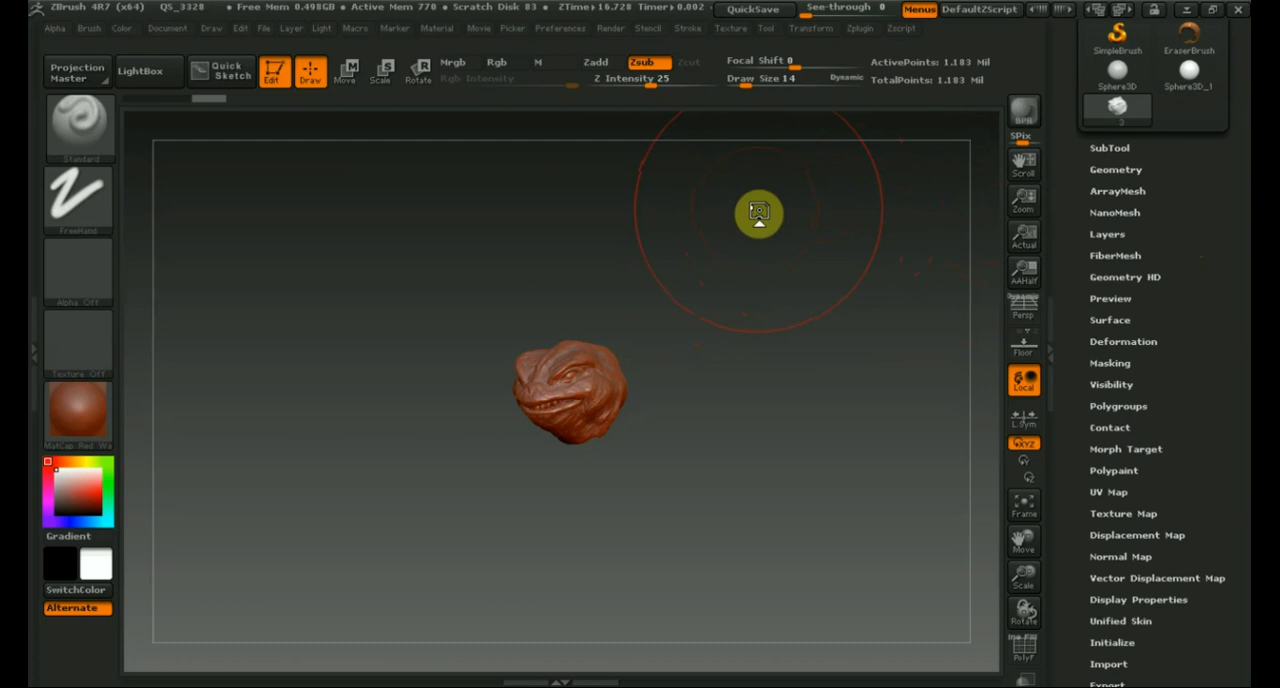 ZBrush 4R7 (x64) QS_3328 • Free Mem 0.498GB • Active Mem 770 • Scratch Disk 83 • ZTime▸16.728 Timer▸0.002 QuickSave See-through 0 Menus DefaultZScript
Alpha Brush Color Document Draw Edit File Layer Light Macro Marker Material Movie Picker Preferences Render Stencil Stroke Texture Tool Transform Zplugin Zscript
SimpleBrush EraserBrush
Projection Master
LightBox
Quick Sketch
Edit Draw Move Scale Rotate
Mrgb Rgb M
Rgb Intensity
Zadd Zsub Zcut
Z Intensity 25
Focal Shift 0
Draw Size 14 Dynamic
ActivePoints: 1.183 Mil
TotalPoints: 1.183 Mil
Sphere3D Sphere3D_1
3
Standard
FreeHand
Alpha Off
Texture Off
MatCap Red Wa
Gradient
SwitchColor
Alternate
BPR
SPix
Scroll
Zoom
Actual
AAHalf
Dynamic
Persp
Floor
Local
L.Sym
XYZ
Y
Z
Frame
Move
Scale
Rotate
PolyF
SubTool
Geometry
ArrayMesh
NanoMesh
Layers
FiberMesh
Geometry HD
Preview
Surface
Deformation
Masking
Visibility
Polygroups
Contact
Morph Target
Polypaint
UV Map
Texture Map
Displacement Map
Normal Map
Vector Displacement Map
Display Properties
Unified Skin
Initialize
Import
Export